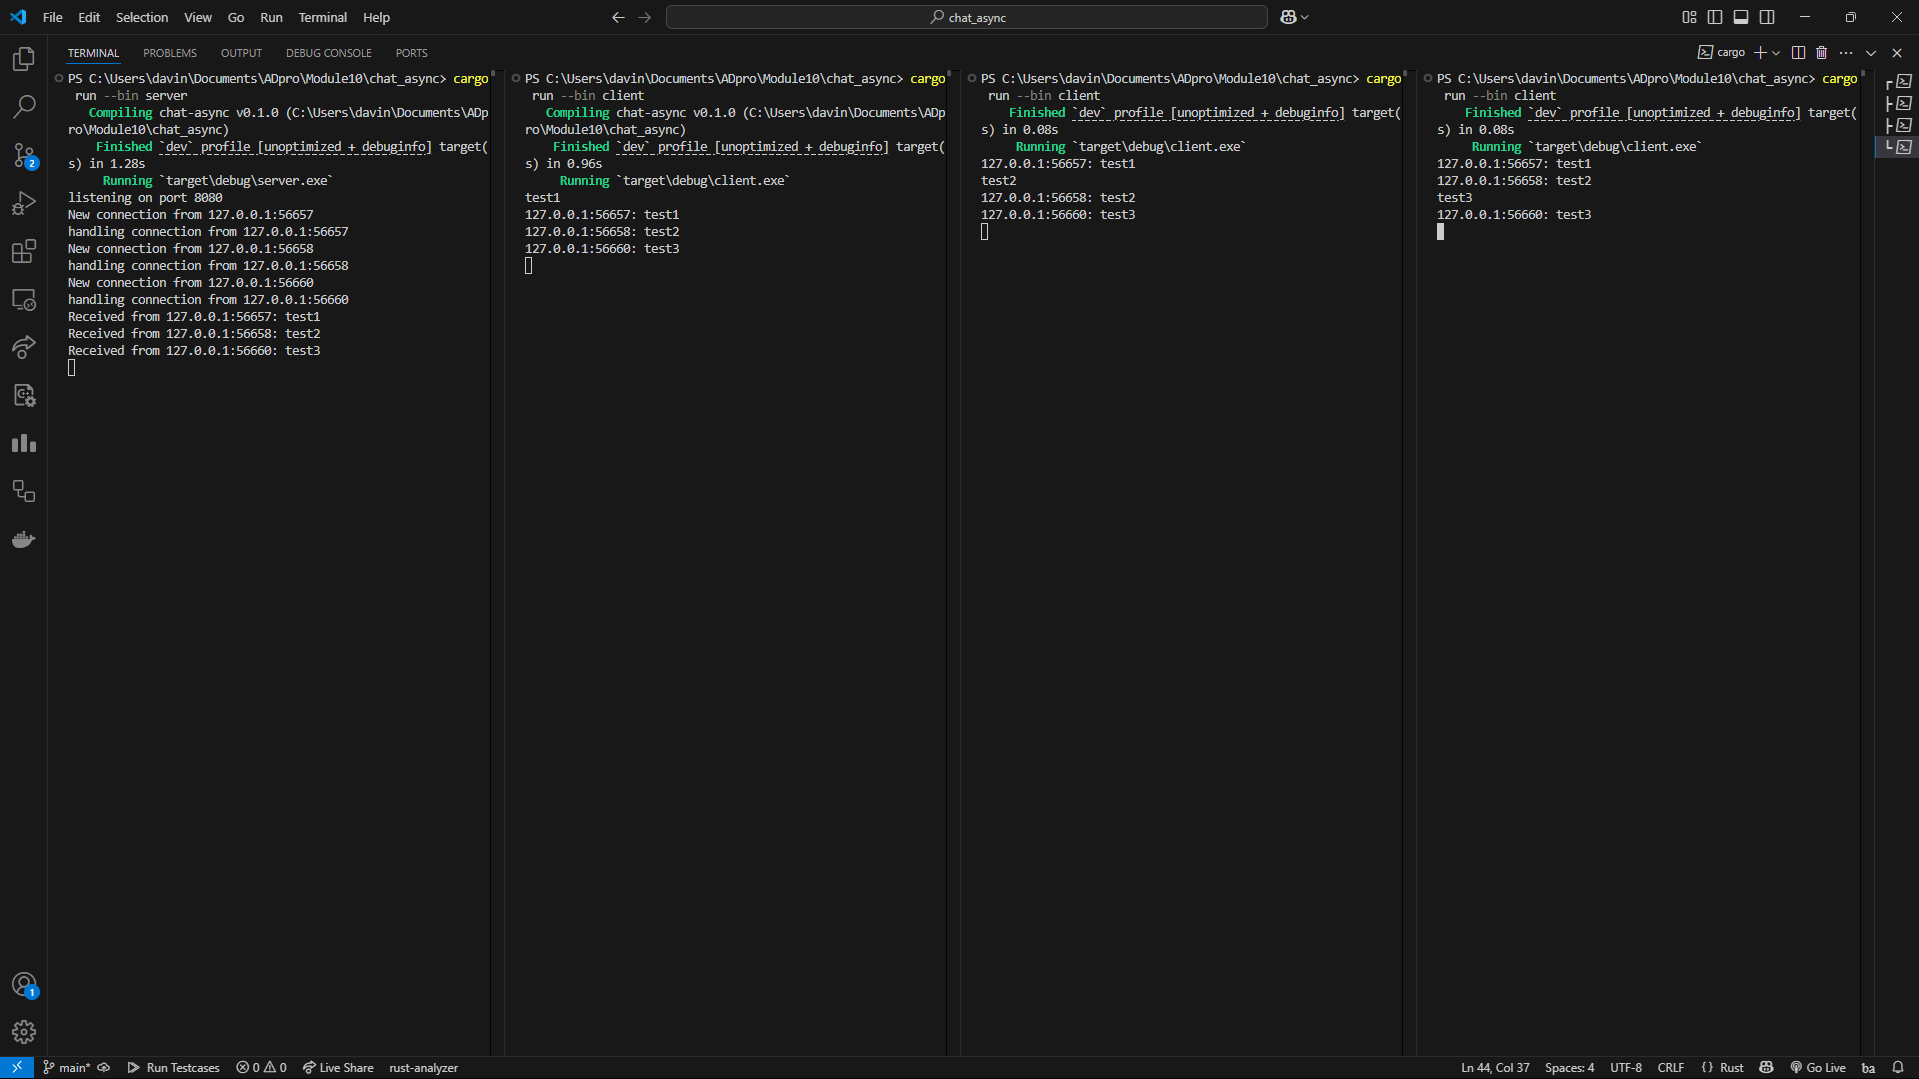 File Edit Selection View Go Run Terminal Help
chat_async
TERMINAL PROBLEMS OUTPUT DEBUG CONSOLE PORTS
cargo
PS C:\Users\davin\Documents\ADpro\Module10\chat_async> cargo
 run --bin server
   Compiling chat-async v0.1.0 (C:\Users\davin\Documents\ADp
ro\Module10\chat_async)
    Finished `dev` profile [unoptimized + debuginfo] target(
s) in 1.28s
     Running `target\debug\server.exe`
listening on port 8080
New connection from 127.0.0.1:56657
handling connection from 127.0.0.1:56657
New connection from 127.0.0.1:56658
handling connection from 127.0.0.1:56658
New connection from 127.0.0.1:56660
handling connection from 127.0.0.1:56660
Received from 127.0.0.1:56657: test1
Received from 127.0.0.1:56658: test2
Received from 127.0.0.1:56660: test3
PS C:\Users\davin\Documents\ADpro\Module10\chat_async> cargo
 run --bin client
   Compiling chat-async v0.1.0 (C:\Users\davin\Documents\ADp
ro\Module10\chat_async)
    Finished `dev` profile [unoptimized + debuginfo] target(
s) in 0.96s
     Running `target\debug\client.exe`
test1
127.0.0.1:56657: test1
127.0.0.1:56658: test2
127.0.0.1:56660: test3
PS C:\Users\davin\Documents\ADpro\Module10\chat_async> cargo
 run --bin client
    Finished `dev` profile [unoptimized + debuginfo] target(
s) in 0.08s
     Running `target\debug\client.exe`
127.0.0.1:56657: test1
test2
127.0.0.1:56658: test2
127.0.0.1:56660: test3
PS C:\Users\davin\Documents\ADpro\Module10\chat_async> cargo
 run --bin client
    Finished `dev` profile [unoptimized + debuginfo] target(
s) in 0.08s
     Running `target\debug\client.exe`
127.0.0.1:56657: test1
127.0.0.1:56658: test2
test3
127.0.0.1:56660: test3
2
1
main* Run Testcases 0 0 Live Share rust-analyzer Ln 44, Col 37 Spaces: 4 UTF-8 CRLF { } Rust Go Live ba